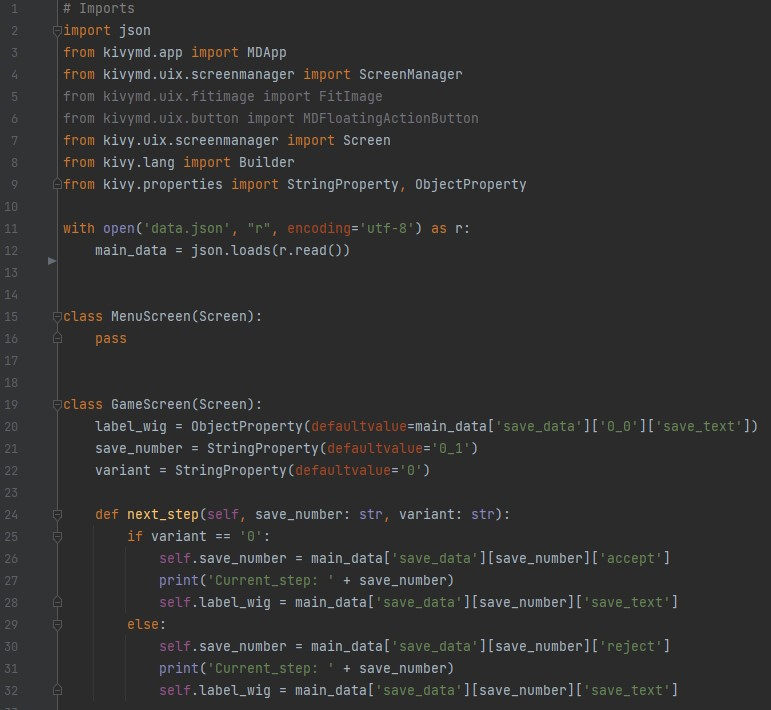 1 # Imports
2 import json
3 from kivymd.app import MDApp
4 from kivymd.uix.screenmanager import ScreenManager
5 from kivymd.uix.fitimage import FitImage
6 from kivymd.uix.button import MDFloatingActionButton
7 from kivy.uix.screenmanager import Screen
8 from kivy.lang import Builder
9 from kivy.properties import StringProperty, ObjectProperty
10
11 with open('data.json', "r", encoding='utf-8') as r:
12     main_data = json.loads(r.read())
13
14
15 class MenuScreen(Screen):
16     pass
17
18
19 class GameScreen(Screen):
20     label_wig = ObjectProperty(defaultvalue=main_data['save_data']['0_0']['save_text'])
21     save_number = StringProperty(defaultvalue='0_1')
22     variant = StringProperty(defaultvalue='0')
23
24     def next_step(self, save_number: str, variant: str):
25         if variant == '0':
26             self.save_number = main_data['save_data'][save_number]['accept']
27             print('Current_step: ' + save_number)
28             self.label_wig = main_data['save_data'][save_number]['save_text']
29         else:
30             self.save_number = main_data['save_data'][save_number]['reject']
31             print('Current_step: ' + save_number)
32             self.label_wig = main_data['save_data'][save_number]['save_text']